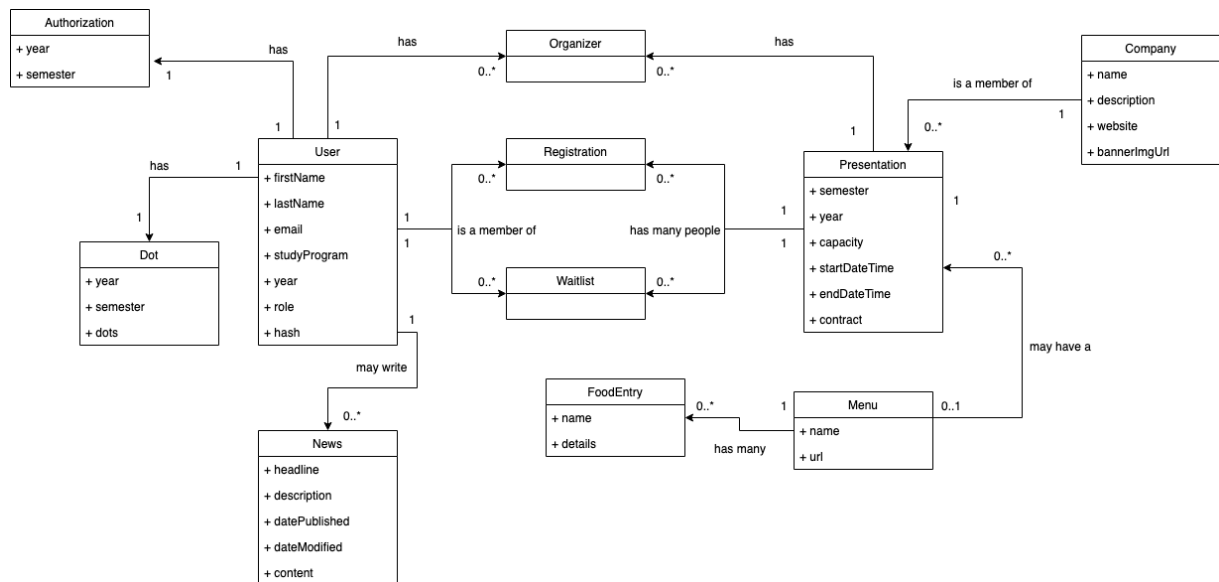 Authorization
+ year
+ semester
has
1
1
has
0..*
1
Organizer
has
0..*
1
Company
+ name
+ description
+ website
+ bannerImgUrl
is a member of
1
0..*
User
+ firstName
+ lastName
+ email
+ studyProgram
+ year
+ role
+ hash
has
1
1
Dot
+ year
+ semester
+ dots
1
1
is a member of
0..*
0..*
Registration
Waitlist
0..*
0..*
has many people
1
1
Presentation
+ semester
+ year
+ capacity
+ startDateTime
+ endDateTime
+ contract
1
0..*
may have a
0..1
1
may write
0..*
News
+ headline
+ description
+ datePublished
+ dateModified
+ content
FoodEntry
+ name
+ details
0..*
has many
1
Menu
+ name
+ url